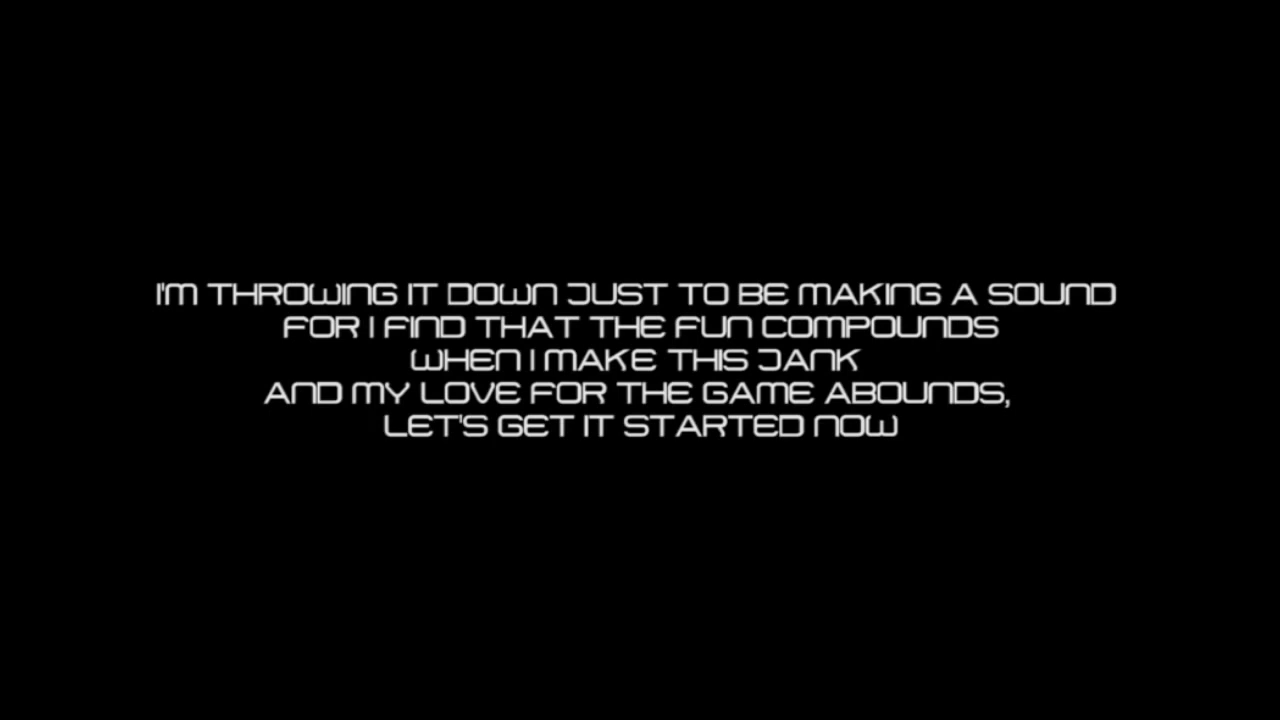 I'M THROWING IT DOWN JUST TO BE MAKING A SOUND
FOR I FIND THAT THE FUN COMPOUNDS
WHEN I MAKE THIS JANK
AND MY LOVE FOR THE GAME ABOUNDS,
LET'S GET IT STARTED NOW